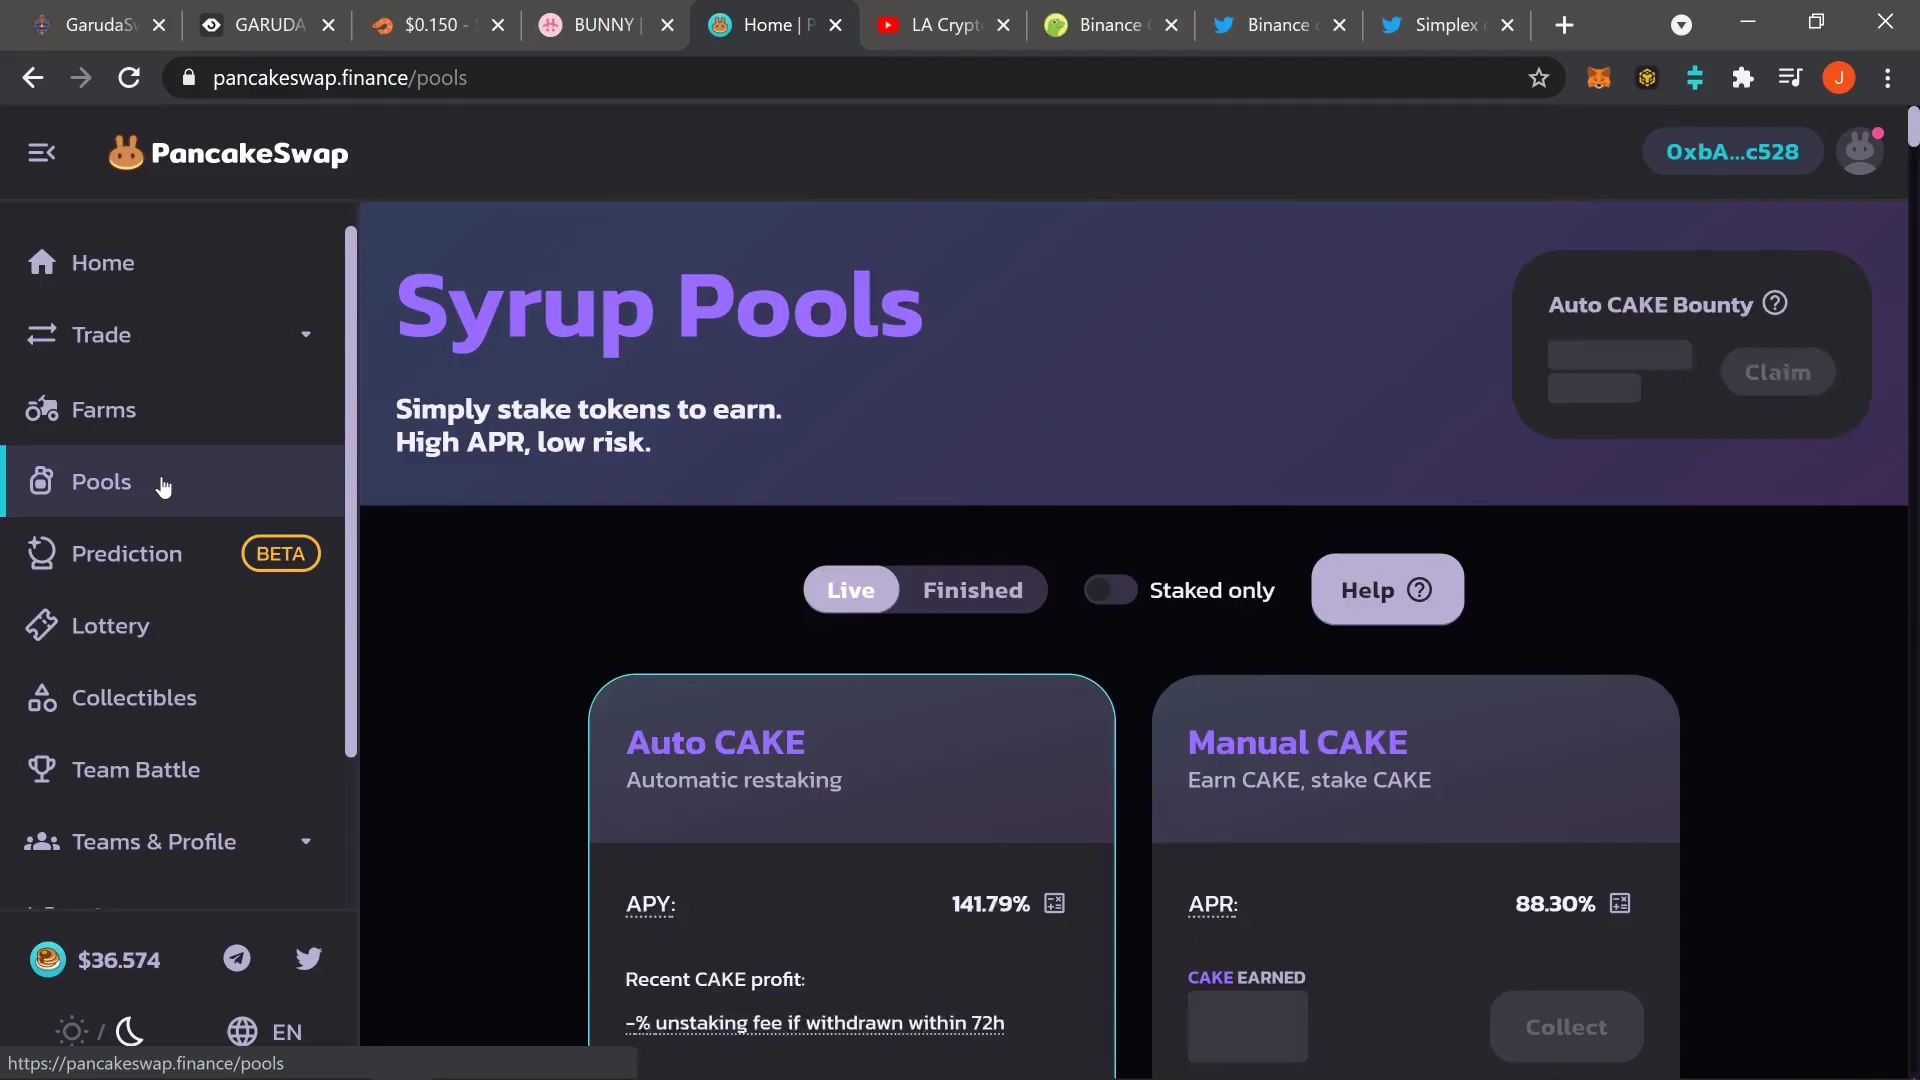 GarudaSw
GARUDA
$0.150 -
BUNNY |
Home | P
LA Crypt
Binance
Binance
Simplex
pancakeswap.finance/pools
J
PancakeSwap
0xbA...c528
Home
Trade
Farms
Pools
Prediction
BETA
Lottery
Collectibles
Team Battle
Teams & Profile
$36.574
/
EN
https://pancakeswap.finance/pools
Syrup Pools
Simply stake tokens to earn.
High APR, low risk.
Auto CAKE Bounty
Claim
Live
Finished
Staked only
Help
Auto CAKE
Automatic restaking
APY:
141.79%
Recent CAKE profit:
-% unstaking fee if withdrawn within 72h
Manual CAKE
Earn CAKE, stake CAKE
APR:
88.30%
CAKE EARNED
Collect